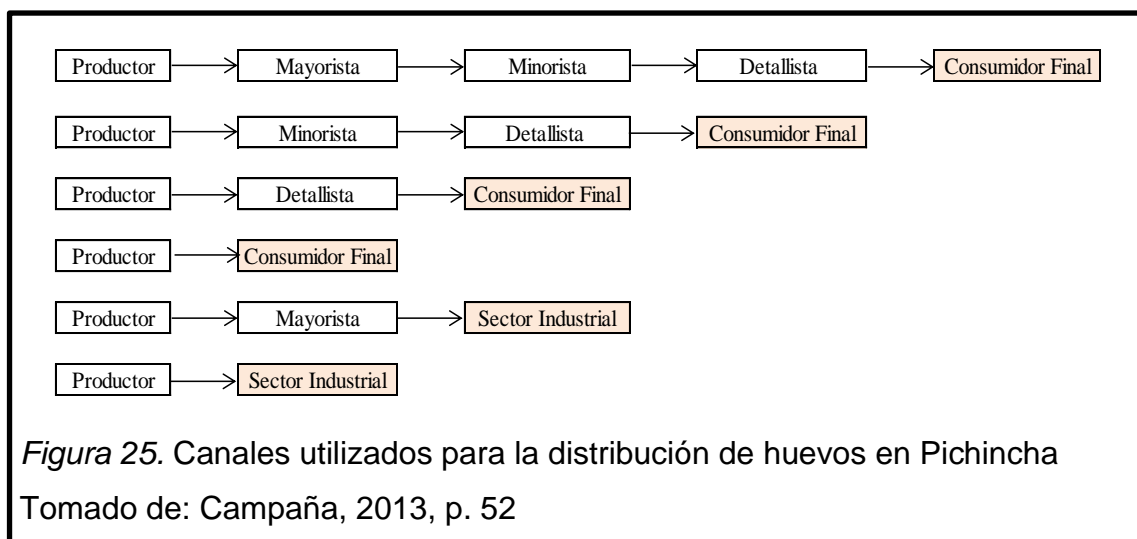 Productor Mayorista Minorista Detallista Consumidor Final
Productor Minorista Detallista Consumidor Final
Productor Detallista Consumidor Final
Productor Consumidor Final
Productor Mayorista Sector Industrial
Productor Sector Industrial
Figura 25. Canales utilizados para la distribución de huevos en Pichincha
Tomado de: Campaña, 2013, p. 52